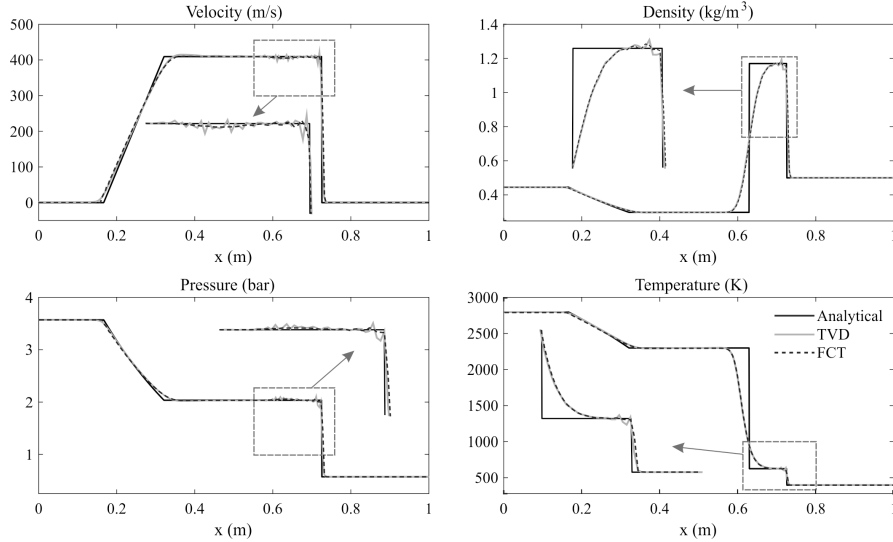 Velocity (m/s)
500
400
300
200
100
0
0 0.2 0.4 0.6 0.8 1
x (m)
Density (kg/m³)
1.4
1.2
1
0.8
0.6
0.4
0 0.2 0.4 0.6 0.8 1
x (m)
Pressure (bar)
4
3
2
1
0 0.2 0.4 0.6 0.8 1
x (m)
Temperature (K)
3000
2500
2000
1500
1000
500
Analytical
TVD
FCT
0 0.2 0.4 0.6 0.8 1
x (m)